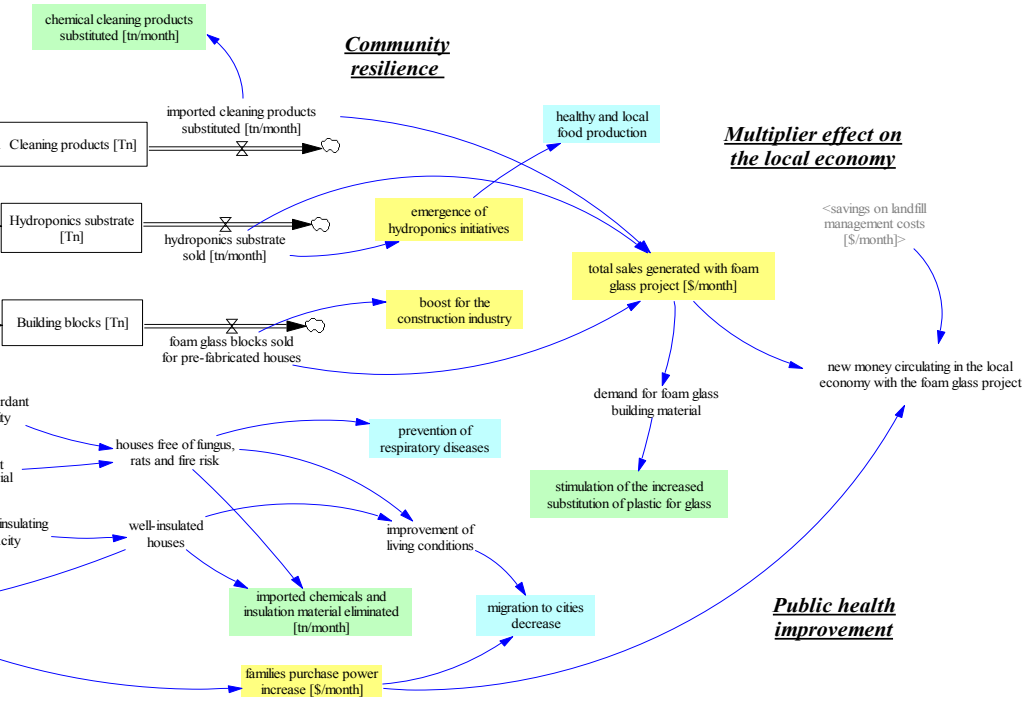 chemical cleaning products
substituted [tn/month]
Community
resilience
imported cleaning products
substituted [tn/month]
healthy and local
food production
Cleaning products [Tn]
Multiplier effect on
the local economy
Hydroponics substrate
[Tn]
emergence of
hydroponics initiatives
<savings on landfill
management costs
[$/month]>
hydroponics substrate
sold [tn/month]
total sales generated with foam
glass project [$/month]
Building blocks [Tn]
boost for the
construction industry
foam glass blocks sold
for pre-fabricated houses
new money circulating in the local
economy with the foam glass project
demand for foam glass
building material
houses free of fungus,
rats and fire risk
prevention of
respiratory diseases
stimulation of the increased
substitution of plastic for glass
insulating
well-insulated
houses
improvement of
living conditions
imported chemicals and
insulation material eliminated
[tn/month]
migration to cities
decrease
Public health
improvement
families purchase power
increase [$/month]